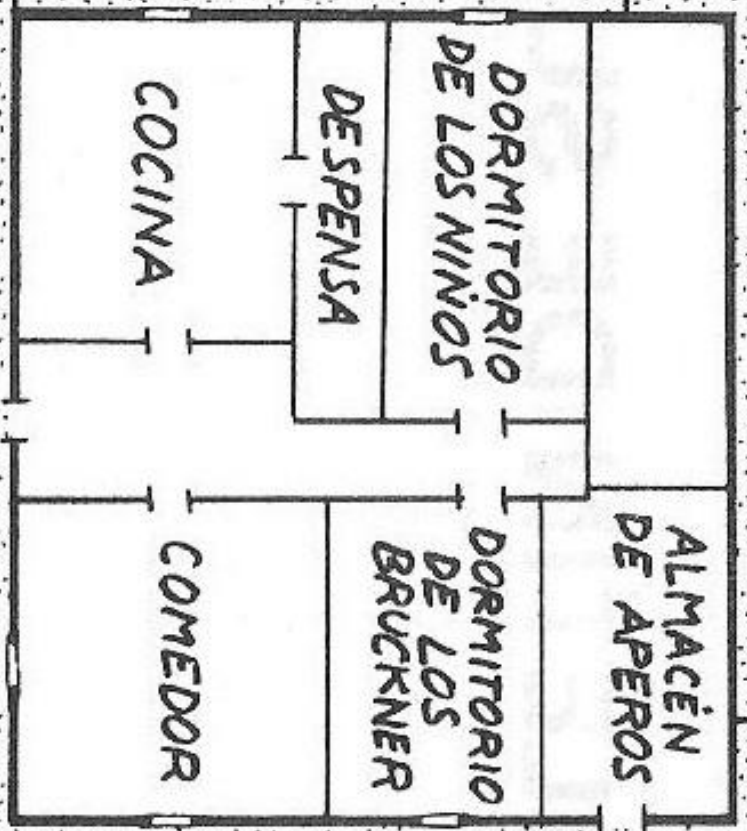 ALMACÉN
DE APEROS
DORMITORIO
DE LOS NIÑOS
DORMITORIO
DE LOS
BRUCKNER
DESPENSA
COCINA
COMEDOR